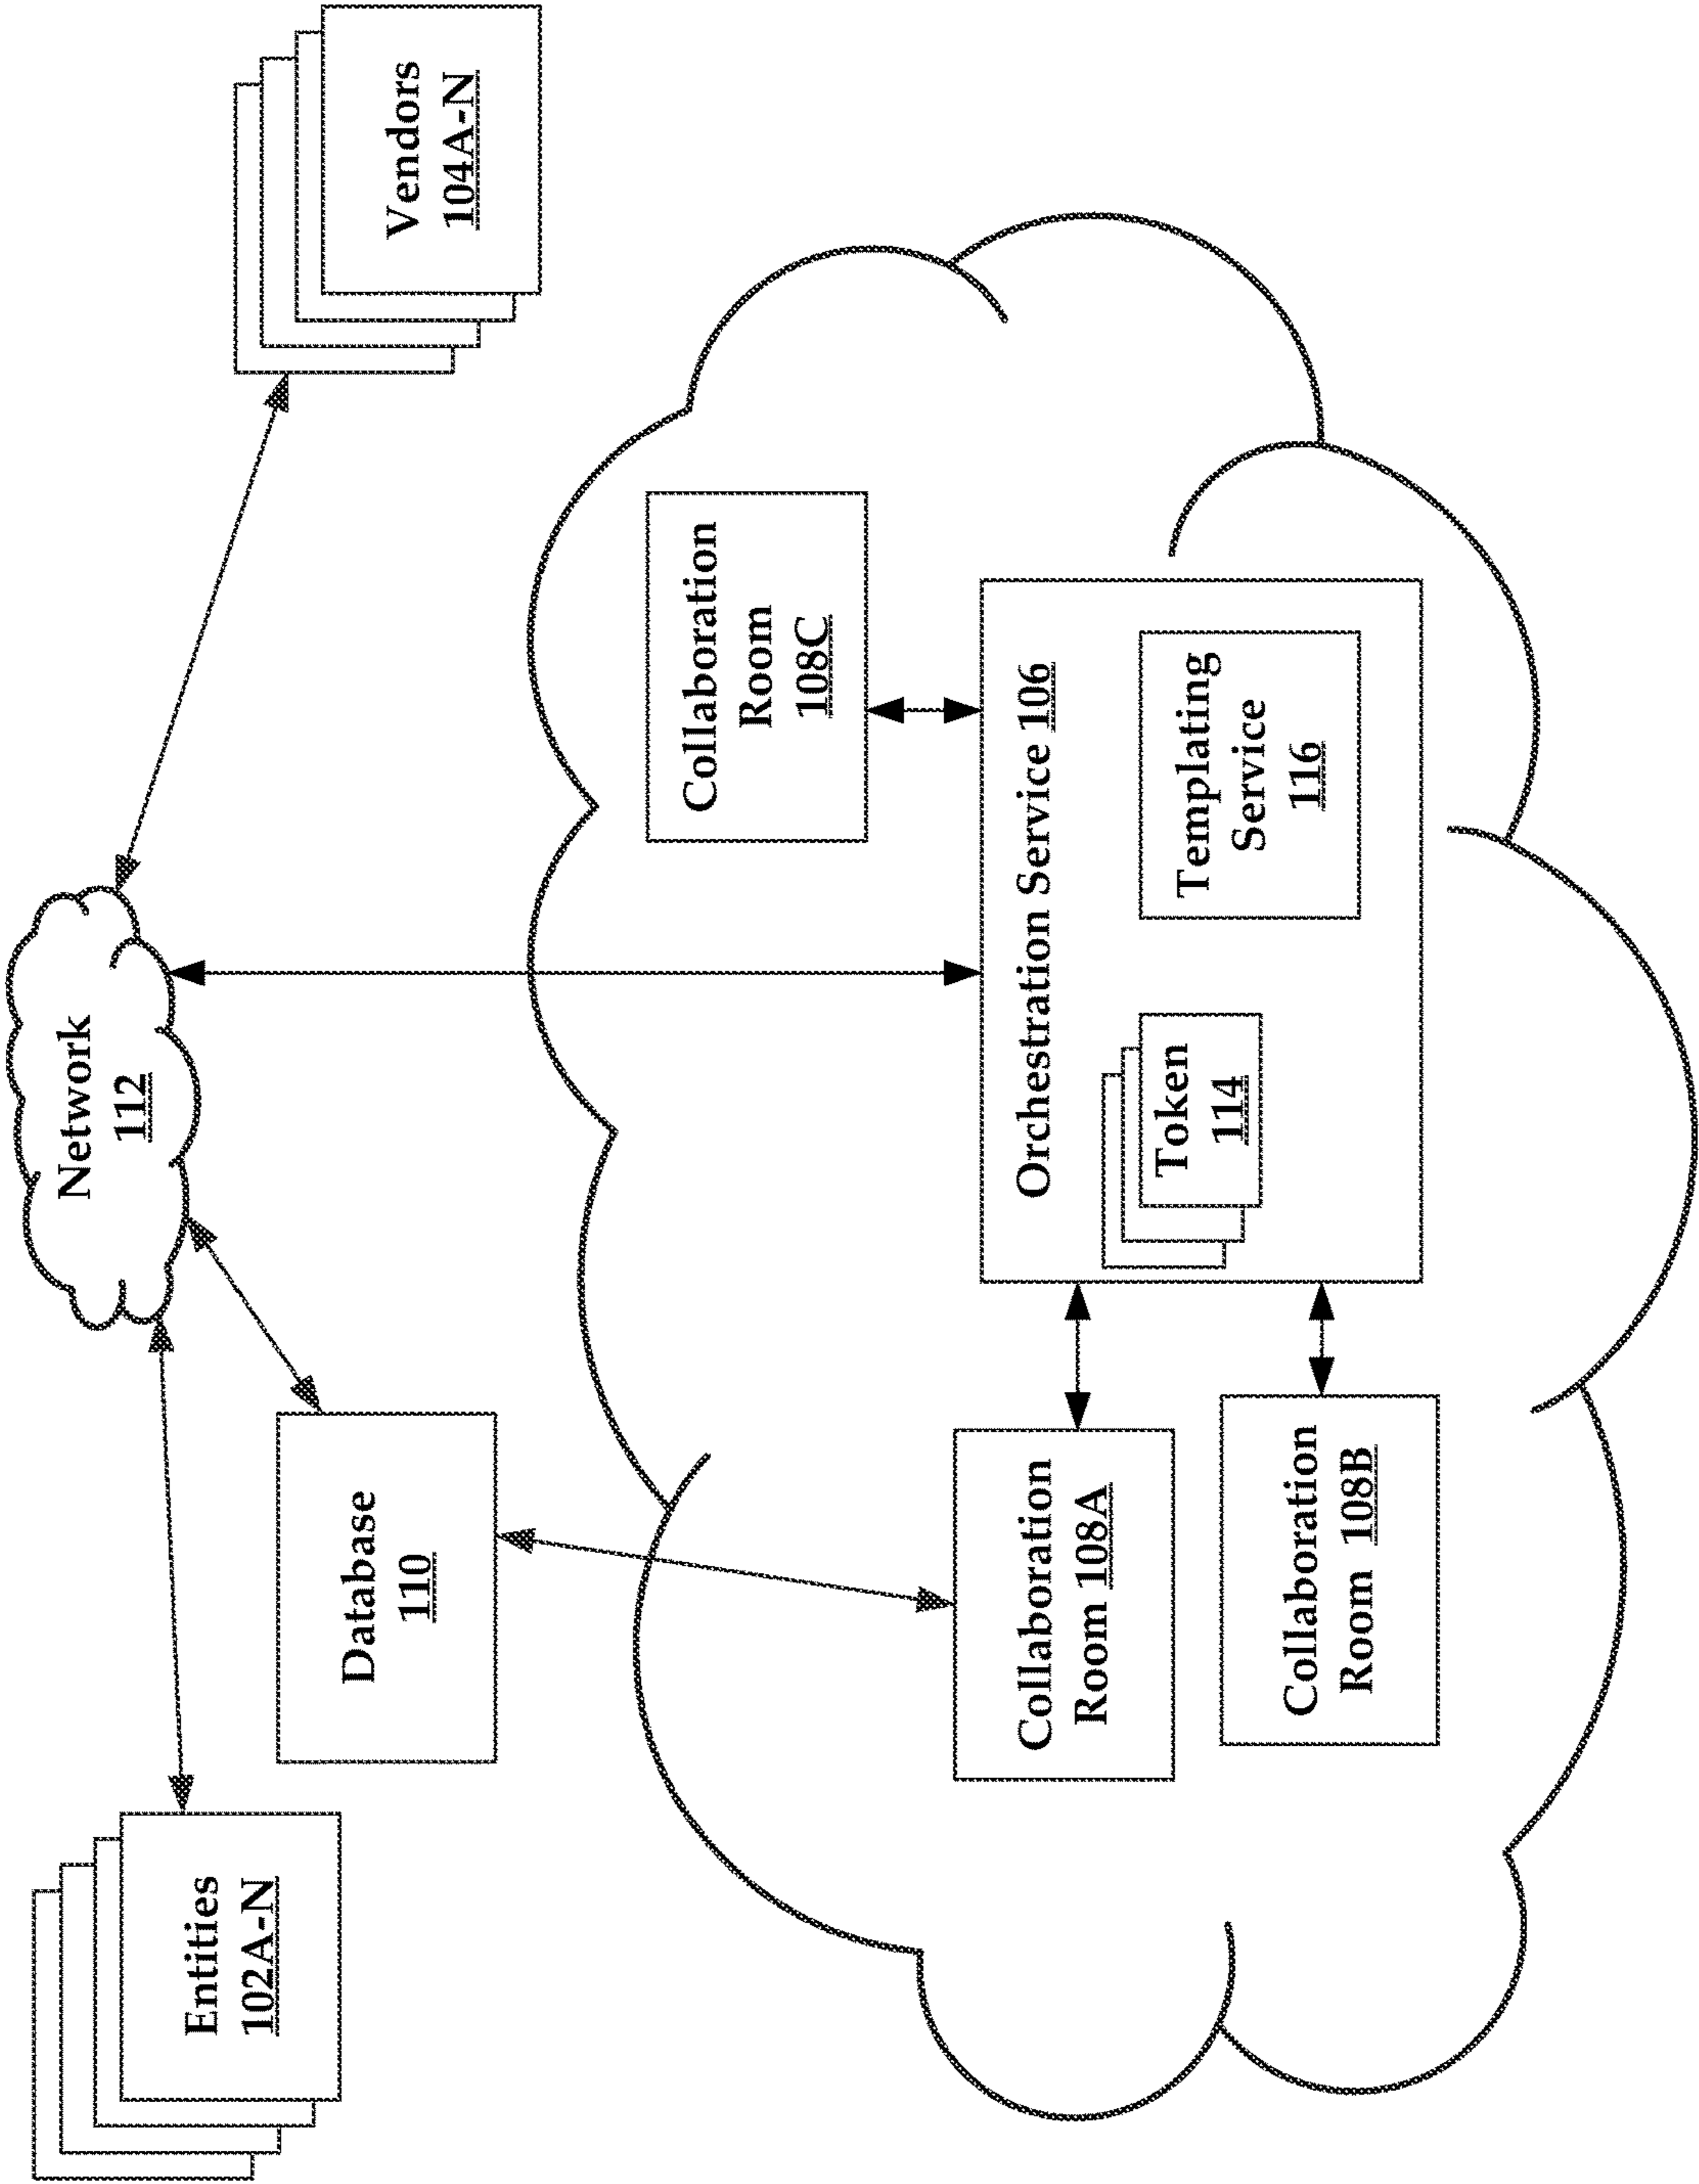 Entities
102A-N
Network
112
Vendors
104A-N
Database
110
Collaboration
Room
108C
Collaboration
Room 108A
Orchestration Service 106
Token
114
Templating
Service
116
Collaboration
Room 108B